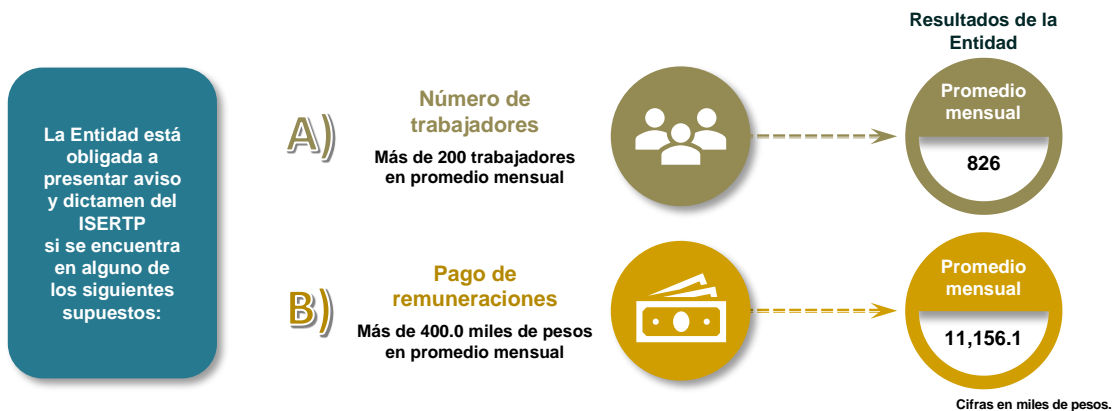 Resultados de la
Entidad
La Entidad está
obligada a
presentar aviso
y dictamen del
ISERTP
si se encuentra
en alguno de
los siguientes
supuestos:
A)
Número de
trabajadores
Más de 200 trabajadores
en promedio mensual
Promedio
mensual
826
B)
Pago de
remuneraciones
Más de 400.0 miles de pesos
en promedio mensual
Promedio
mensual
11,156.1
Cifras en miles de pesos.